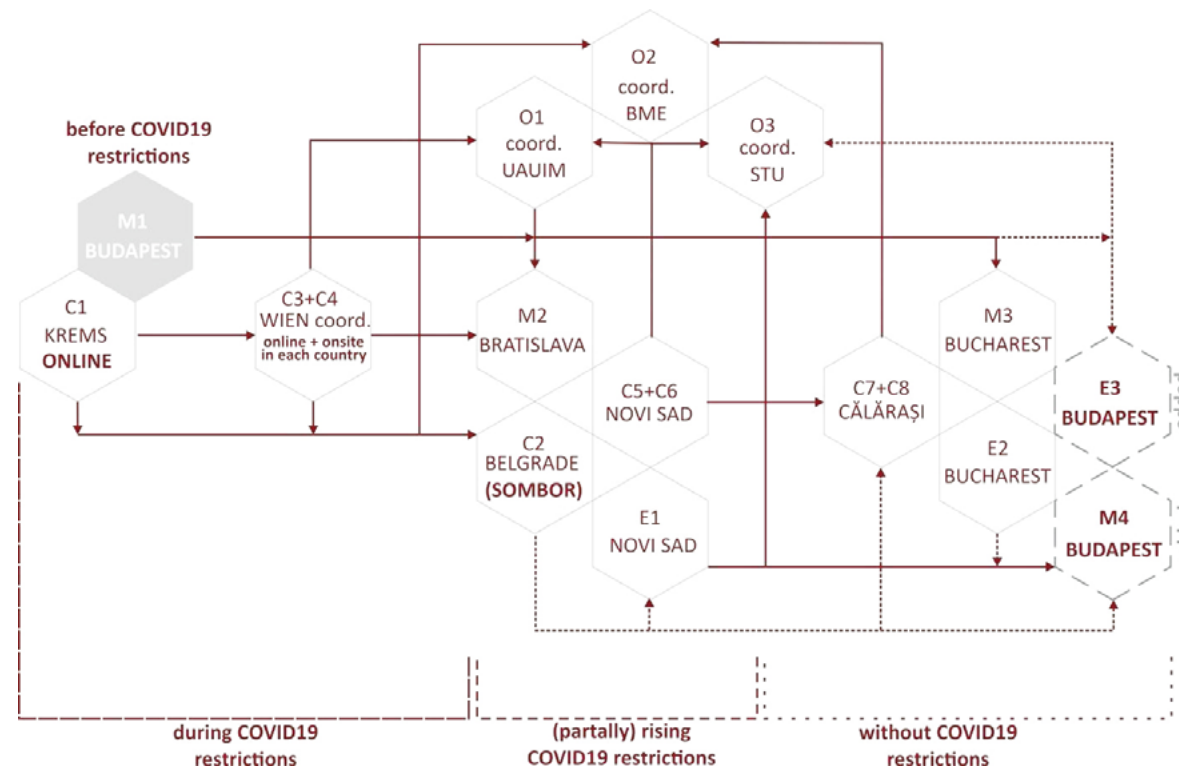 O2
coord.
BME
O1
coord.
UAUIM
O3
coord.
STU
before COVID19
restrictions
M1
BUDAPEST
C1
KREMS
ONLINE
C3+C4
WIEN coord.
online + onsite
in each country
M2
BRATISLAVA
M3
BUCHAREST
C5+C6
NOVI SAD
C7+C8
CĂLĂRAȘI
E3
BUDAPEST
C2
BELGRADE
(SOMBOR)
E2
BUCHAREST
E1
NOVI SAD
M4
BUDAPEST
during COVID19
restrictions
(partally) rising
COVID19 restrictions
without COVID19
restrictions